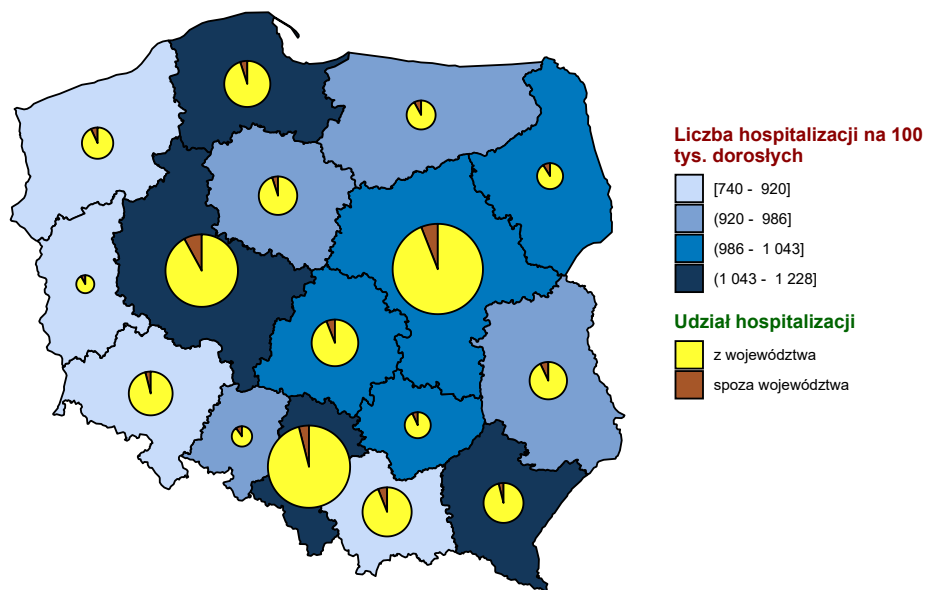 Liczba hospitalizacji na 100
tys. dorosłych
[740 - 920]
(920 - 986]
(986 - 1 043]
(1 043 - 1 228]
Udział hospitalizacji
z województwa
spoza województwa